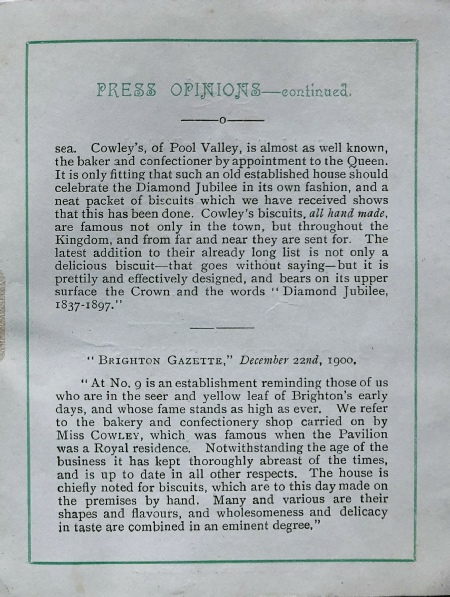 PRESS OPINIONS—continued.
—o—
sea. Cowley's, of Pool Valley, is almost as well known,
the baker and confectioner by appointment to the Queen.
It is only fitting that such an old established house should
celebrate the Diamond Jubilee in its own fashion, and a
neat packet of biscuits which we have received shows
that this has been done. Cowley's biscuits, all hand made,
are famous not only in the town, but throughout the
Kingdom, and from far and near they are sent for. The
latest addition to their already long list is not only a
delicious biscuit—that goes without saying—but it is
prettily and effectively designed, and bears on its upper
surface the Crown and the words "Diamond Jubilee,
1837-1897."
"BRIGHTON GAZETTE," December 22nd, 1900.
"At No. 9 is an establishment reminding those of us
who are in the seer and yellow leaf of Brighton's early
days, and whose fame stands as high as ever. We refer
to the bakery and confectionery shop carried on by
Miss COWLEY, which was famous when the Pavilion
was a Royal residence. Notwithstanding the age of the
business it has kept thoroughly abreast of the times,
and is up to date in all other respects. The house is
chiefly noted for biscuits, which are to this day made on
the premises by hand. Many and various are their
shapes and flavours, and wholesomeness and delicacy
in taste are combined in an eminent degree."